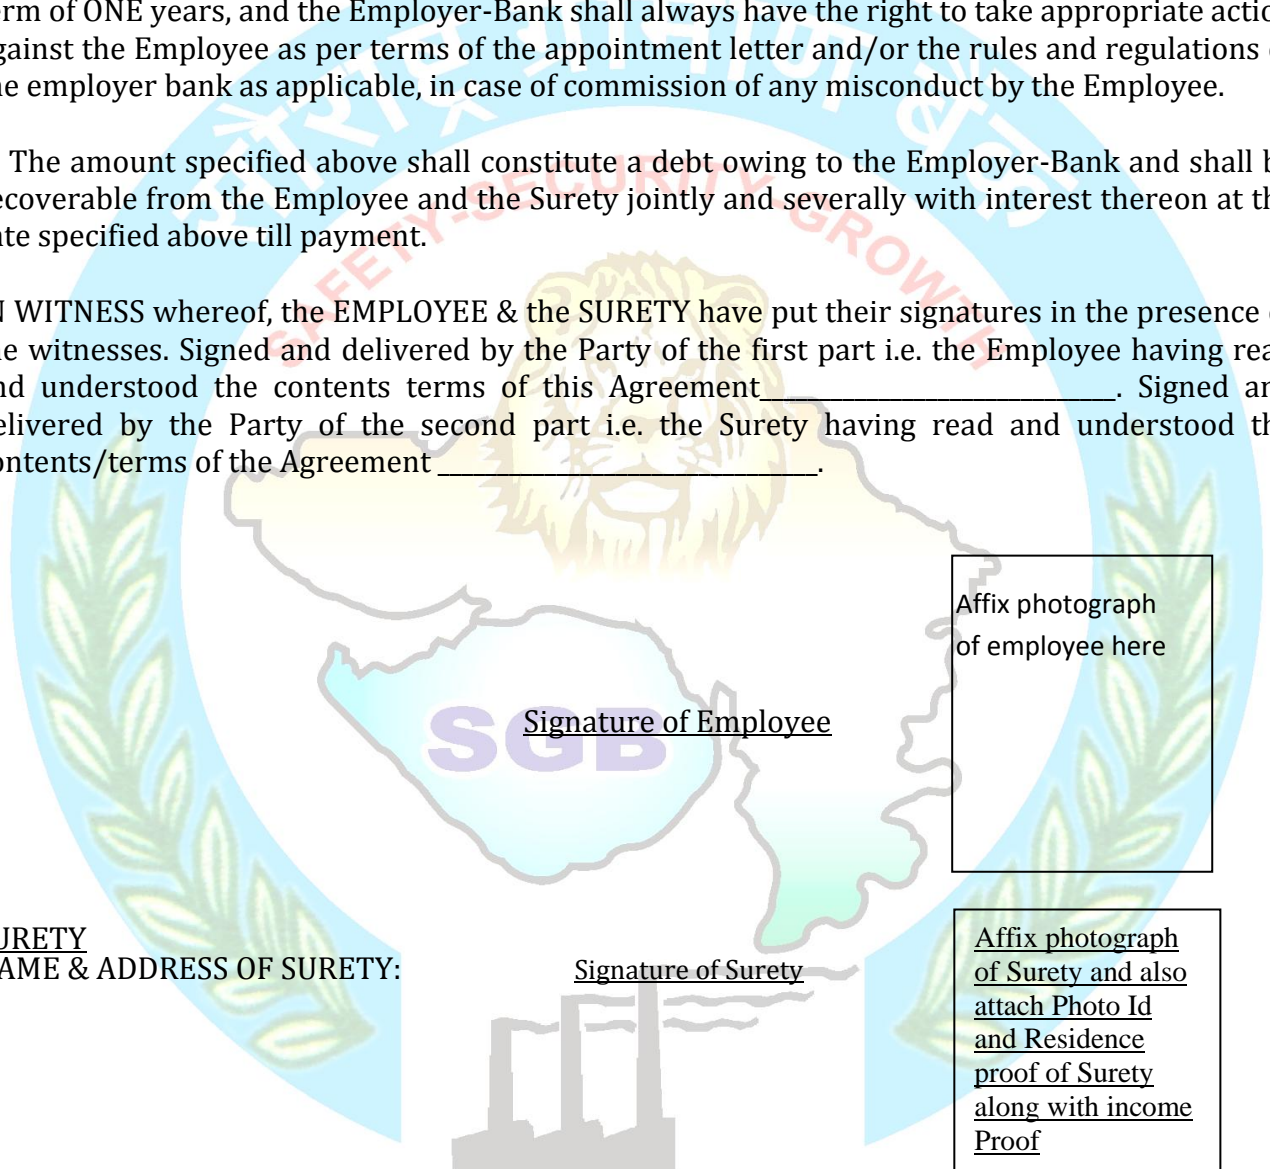 erm of ONE years, and the Employer-Bank shall always have the right to take appropriate actio
gainst the Employee as per terms of the appointment letter and/or the rules and regulations
he employer bank as applicable, in case of commission of any misconduct by the Employee.
The amount specified above shall constitute a debt owing to the Employer-Bank and shall b
ecoverable from the Employee and the Surety jointly and severally with interest thereon at th
ate specified above till payment.
N WITNESS whereof, the EMPLOYEE & the SURETY have put their signatures in the presence
he witnesses. Signed and delivered by the Party of the first part i.e. the Employee having rea
nd understood the contents terms of this Agreement____________________________. Signed an
elivered by the Party of the second part i.e. the Surety having read and understood th
ontents/terms of the Agreement ______________________________.
Affix photograph
of employee here
Signature of Employee
URETY
AME & ADDRESS OF SURETY:
Signature of Surety
Affix photograph
of Surety and also
attach Photo Id
and Residence
proof of Surety
along with income
Proof
सौराष्ट्र ग्रामीण बैंक
SAFETY-SECURITY-GROWTH
SGB